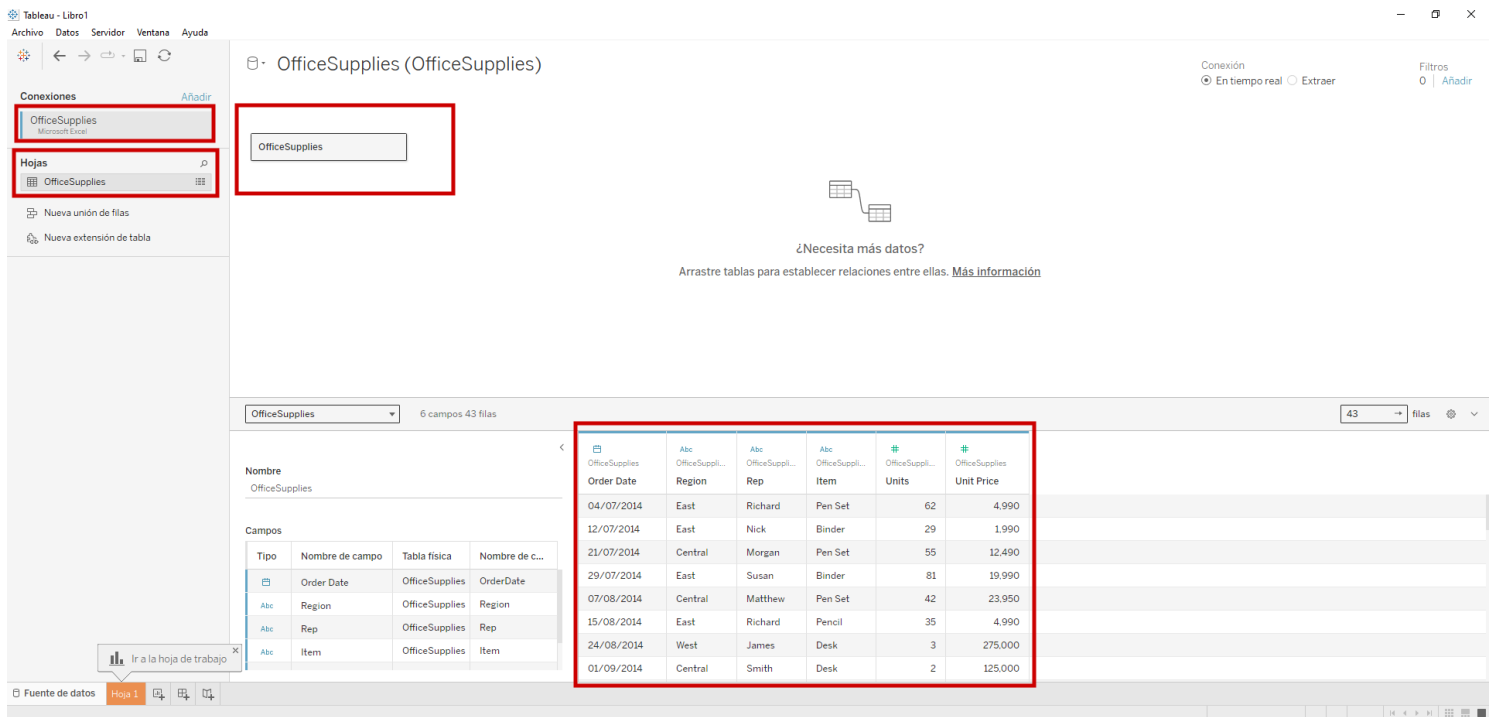 Tableau - Libro1
Archivo Datos Servidor Ventana Ayuda
Conexiones Añadir
OfficeSupplies
Microsoft Excel
Hojas
OfficeSupplies
Nueva unión de filas
Nueva extensión de tabla
OfficeSupplies (OfficeSupplies)
Conexión
En tiempo real Extraer
Filtros
0 Añadir
OfficeSupplies
¿Necesita más datos?
Arrastre tablas para establecer relaciones entre ellas. Más información
OfficeSupplies 6 campos 43 filas 43 → filas
Nombre
OfficeSupplies
Campos
Tipo Nombre de campo Tabla física Nombre de c...
Order Date OfficeSupplies OrderDate
Abc Region OfficeSupplies Region
Abc Rep OfficeSupplies Rep
Abc Item OfficeSupplies Item
Abc Abc Abc # #
OfficeSupplies OfficeSuppli... OfficeSuppli... OfficeSuppli... OfficeSuppli... OfficeSupplies
Order Date Region Rep Item Units Unit Price
04/07/2014 East Richard Pen Set 62 4,990
12/07/2014 East Nick Binder 29 1,990
21/07/2014 Central Morgan Pen Set 55 12,490
29/07/2014 East Susan Binder 81 19,990
07/08/2014 Central Matthew Pen Set 42 23,950
15/08/2014 East Richard Pencil 35 4,990
24/08/2014 West James Desk 3 275,000
01/09/2014 Central Smith Desk 2 125,000
Ir a la hoja de trabajo
Fuente de datos Hoja 1